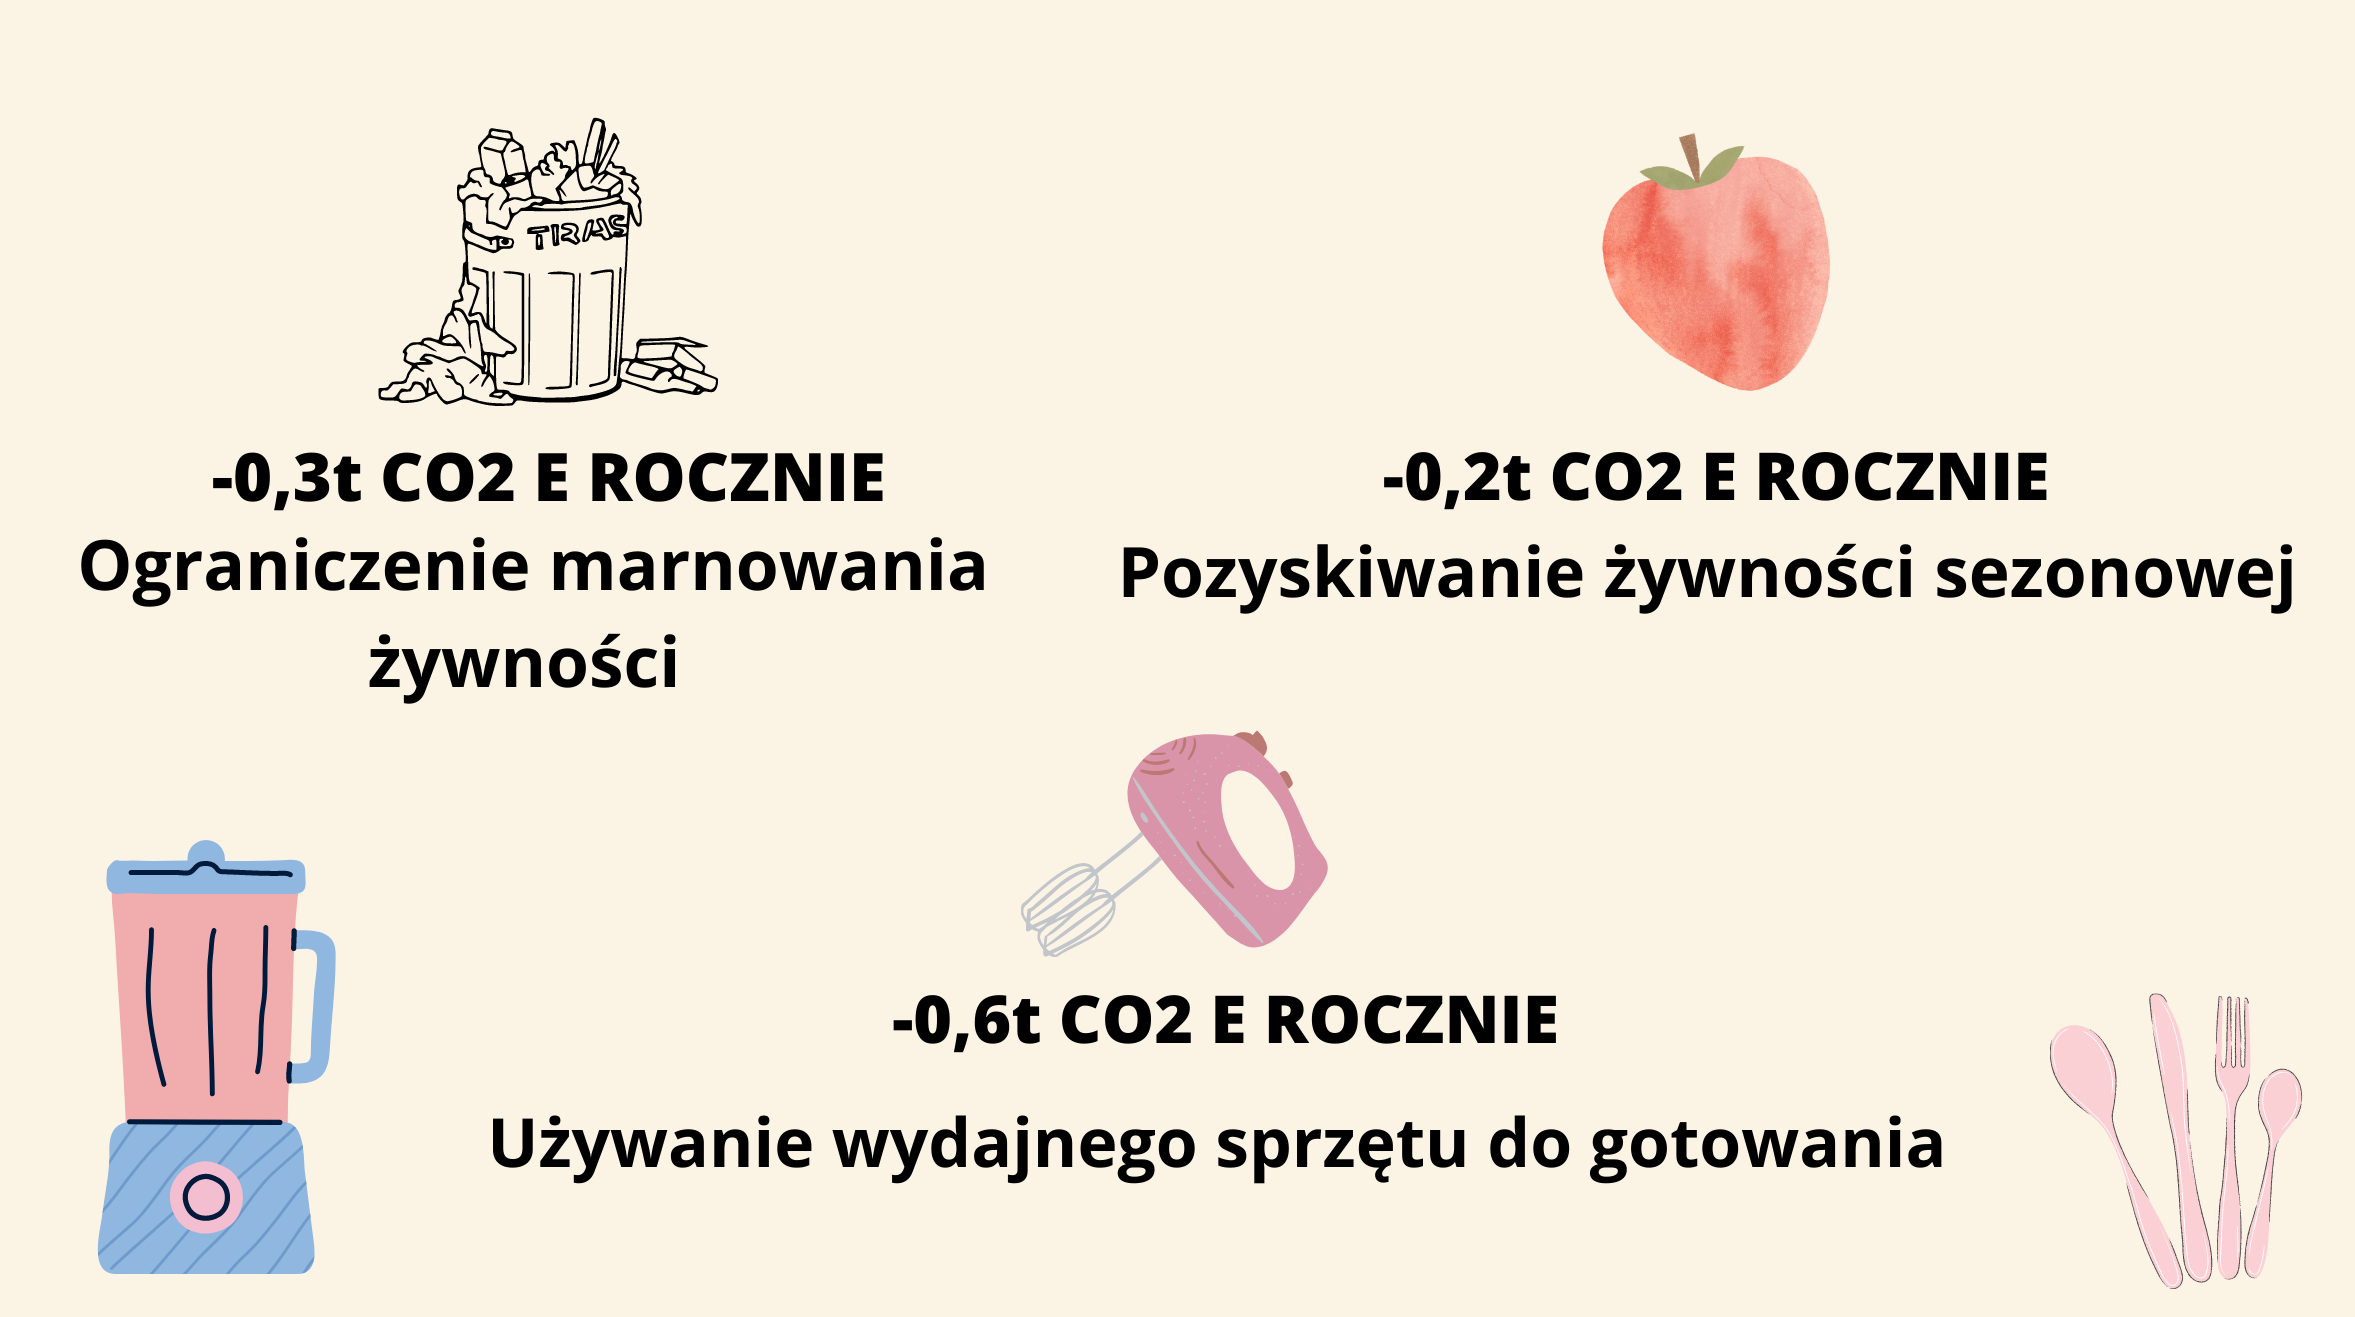 TRAS
-0,3t CO2 E ROCZNIE
Ograniczenie marnowania
żywności
-0,2t CO2 E ROCZNIE
Pozyskiwanie żywności sezonowej
-0,6t CO2 E ROCZNIE
Używanie wydajnego sprzętu do gotowania